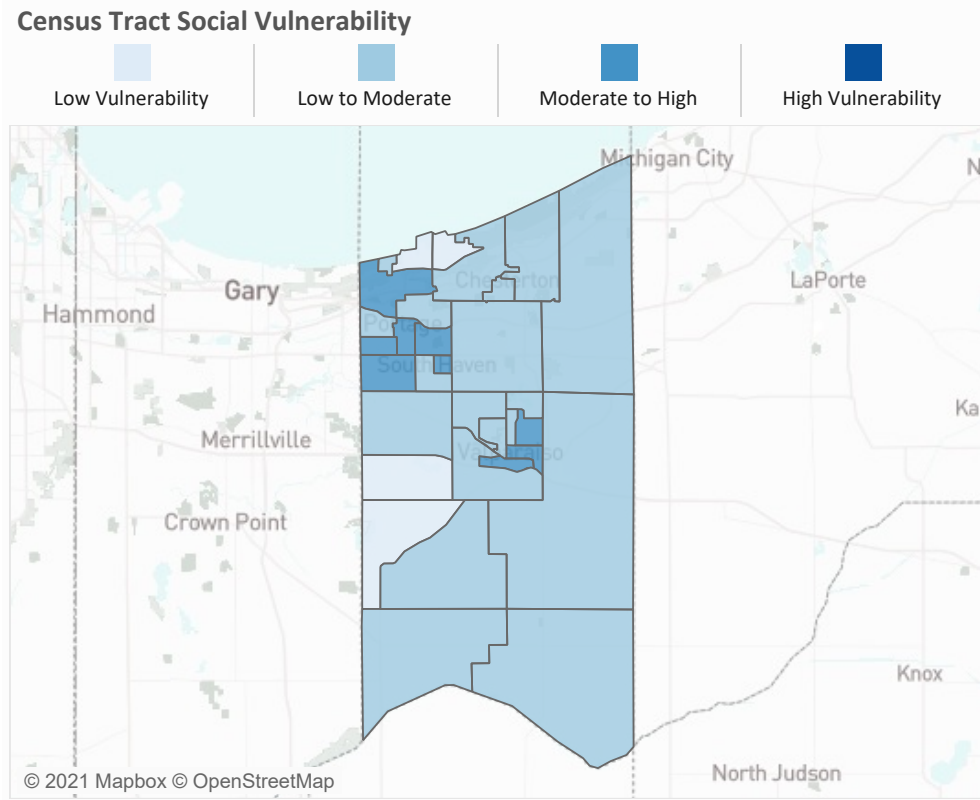 Census Tract Social Vulnerability
Low Vulnerability
Low to Moderate
Moderate to High
High Vulnerability
Michigan City
N
Chesterton
LaPorte
Gary
Hammond
Portage
South Haven
Ka
Merrillville
Valparaiso
Crown Point
Knox
North Judson
© 2021 Mapbox © OpenStreetMap